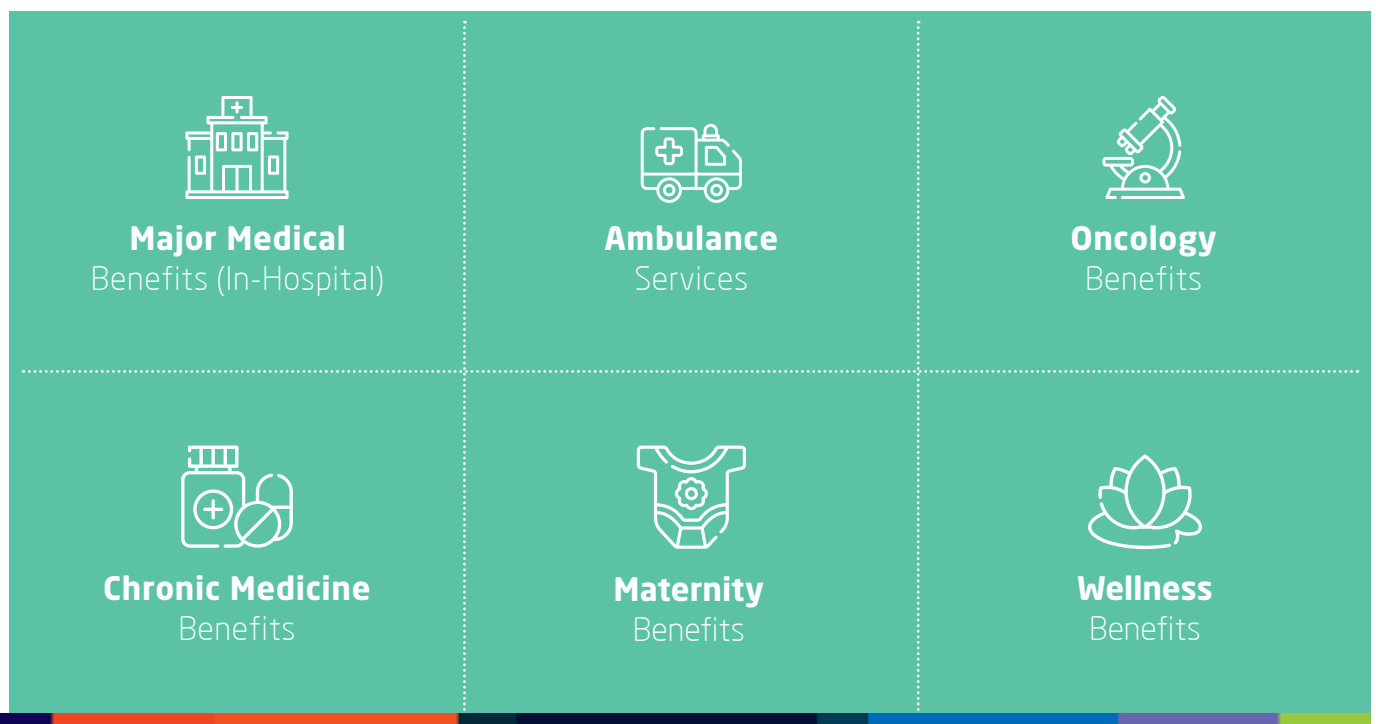 Major Medical
Benefits (In-Hospital)
Ambulance
Services
Oncology
Benefits
Chronic Medicine
Benefits
Maternity
Benefits
Wellness
Benefits